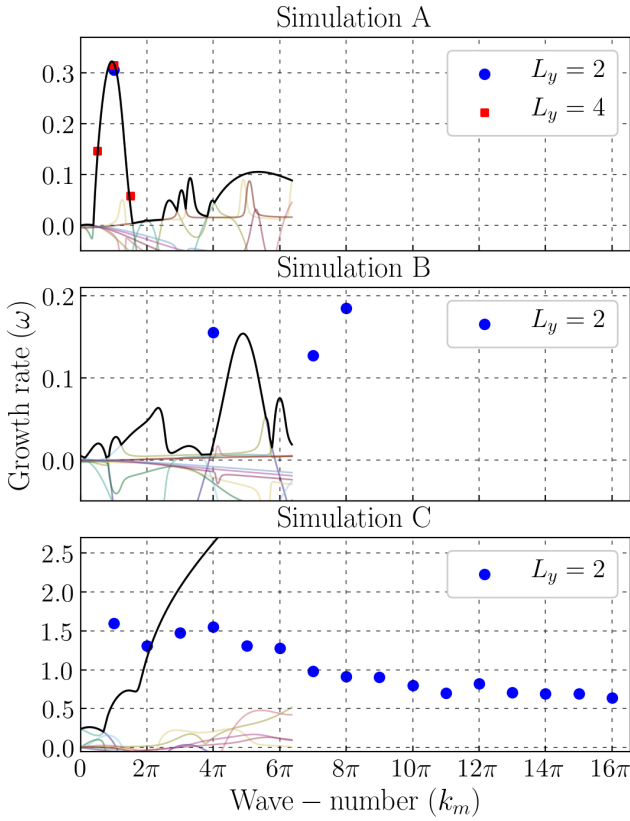 Simulation A
0.3
0.2
0.1
0.0
L_y = 2
L_y = 4
Simulation B
0.2
0.1
0.0
L_y = 2
Growth rate (ω)
Simulation C
2.5
2.0
1.5
1.0
0.5
0.0
L_y = 2
0 2π 4π 6π 8π 10π 12π 14π 16π
Wave − number (k_m)